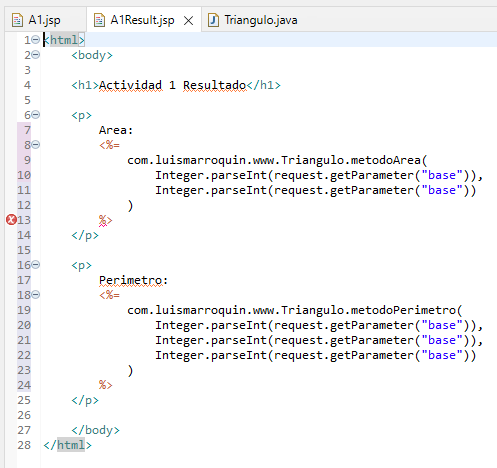 A1.jsp A1Result.jsp Triangulo.java
1 <html>
2 <body>
3
4 <h1>Actividad 1 Resultado</h1>
5
6 <p>
7 Area:
8 <%=
9 com.luismarroquin.www.Triangulo.metodoArea(
10 Integer.parseInt(request.getParameter("base")),
11 Integer.parseInt(request.getParameter("base"))
12 )
13 %>
14 </p>
15
16 <p>
17 Perimetro:
18 <%=
19 com.luismarroquin.www.Triangulo.metodoPerimetro(
20 Integer.parseInt(request.getParameter("base")),
21 Integer.parseInt(request.getParameter("base")),
22 Integer.parseInt(request.getParameter("base"))
23 )
24 %>
25 </p>
26
27 </body>
28 </html>